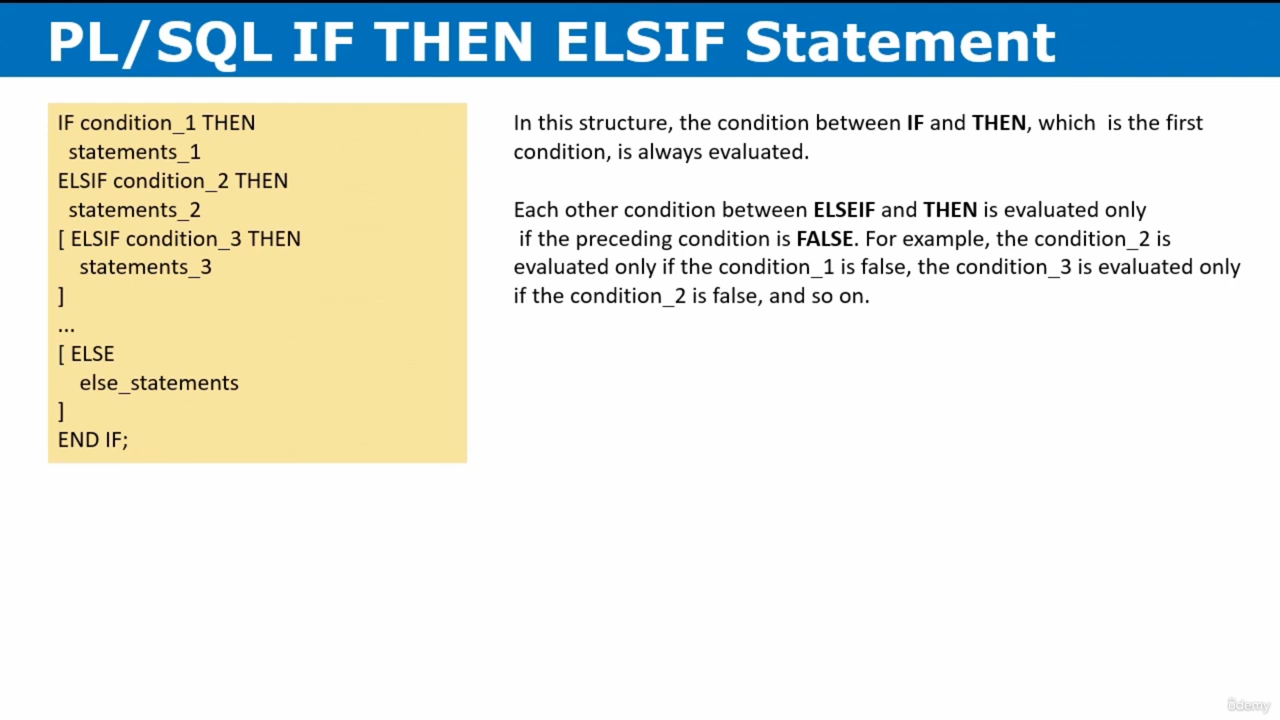 PL/SQL IF THEN ELSIF Statement
IF condition_1 THEN
statements_1
ELSIF condition_2 THEN
statements_2
[ ELSIF condition_3 THEN
statements_3
]
...
[ ELSE
else_statements
]
END IF;
In this structure, the condition between IF and THEN, which  is the first
condition, is always evaluated.
Each other condition between ELSEIF and THEN is evaluated only
if the preceding condition is FALSE. For example, the condition_2 is
evaluated only if the condition_1 is false, the condition_3 is evaluated only
if the condition_2 is false, and so on.
ûdemy